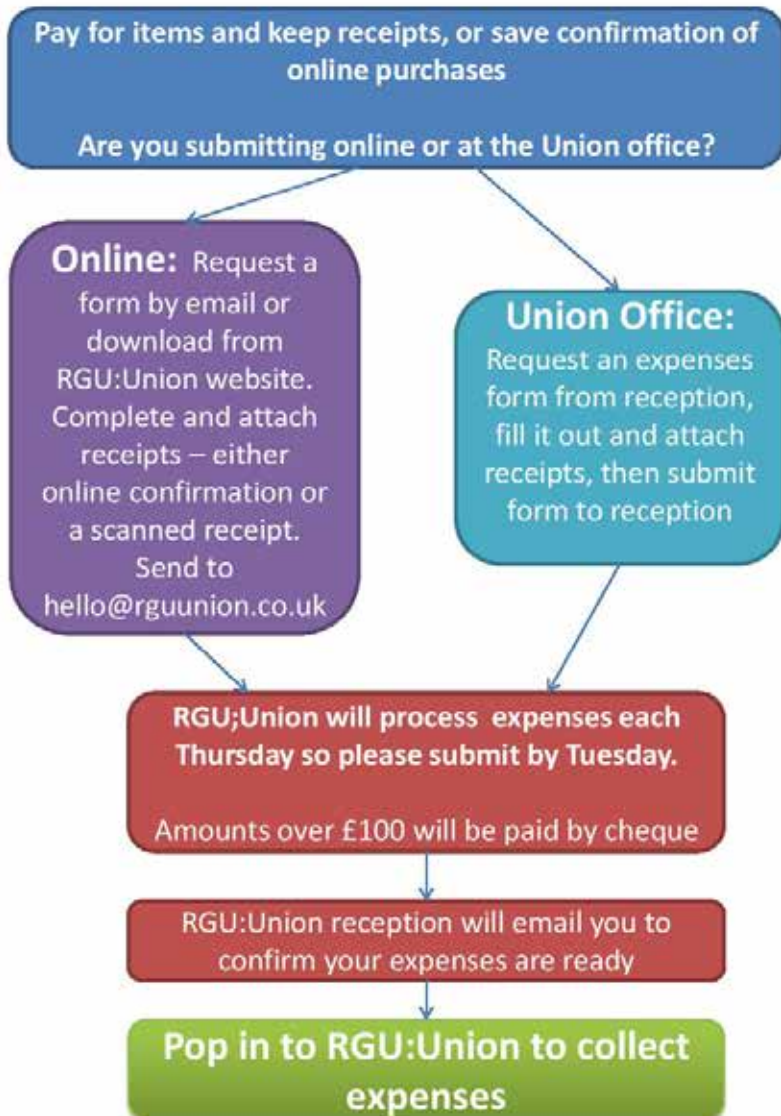 Pay for items and keep receipts, or save confirmation of
online purchases
Are you submitting online or at the Union office?
Online: Request a
form by email or
download from
RGU:Union website.
Complete and attach
receipts – either
online confirmation or
a scanned receipt.
Send to
hello@rguunion.co.uk
Union Office:
Request an expenses
form from reception,
fill it out and attach
receipts, then submit
form to reception
RGU;Union will process expenses each
Thursday so please submit by Tuesday.
Amounts over £100 will be paid by cheque
RGU:Union reception will email you to
confirm your expenses are ready
Pop in to RGU:Union to collect
expenses